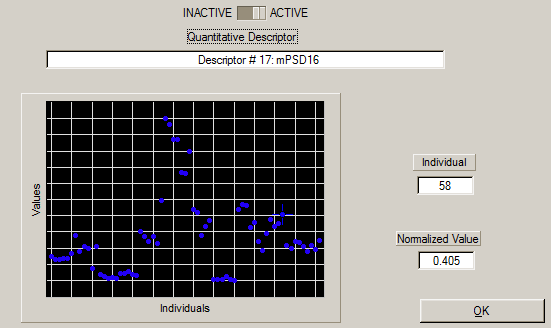 INACTIVE ACTIVE
Quantitative Descriptor
Descriptor # 17: mPSD16
Values
Individuals
Individual
58
Normalized Value
0.405
OK